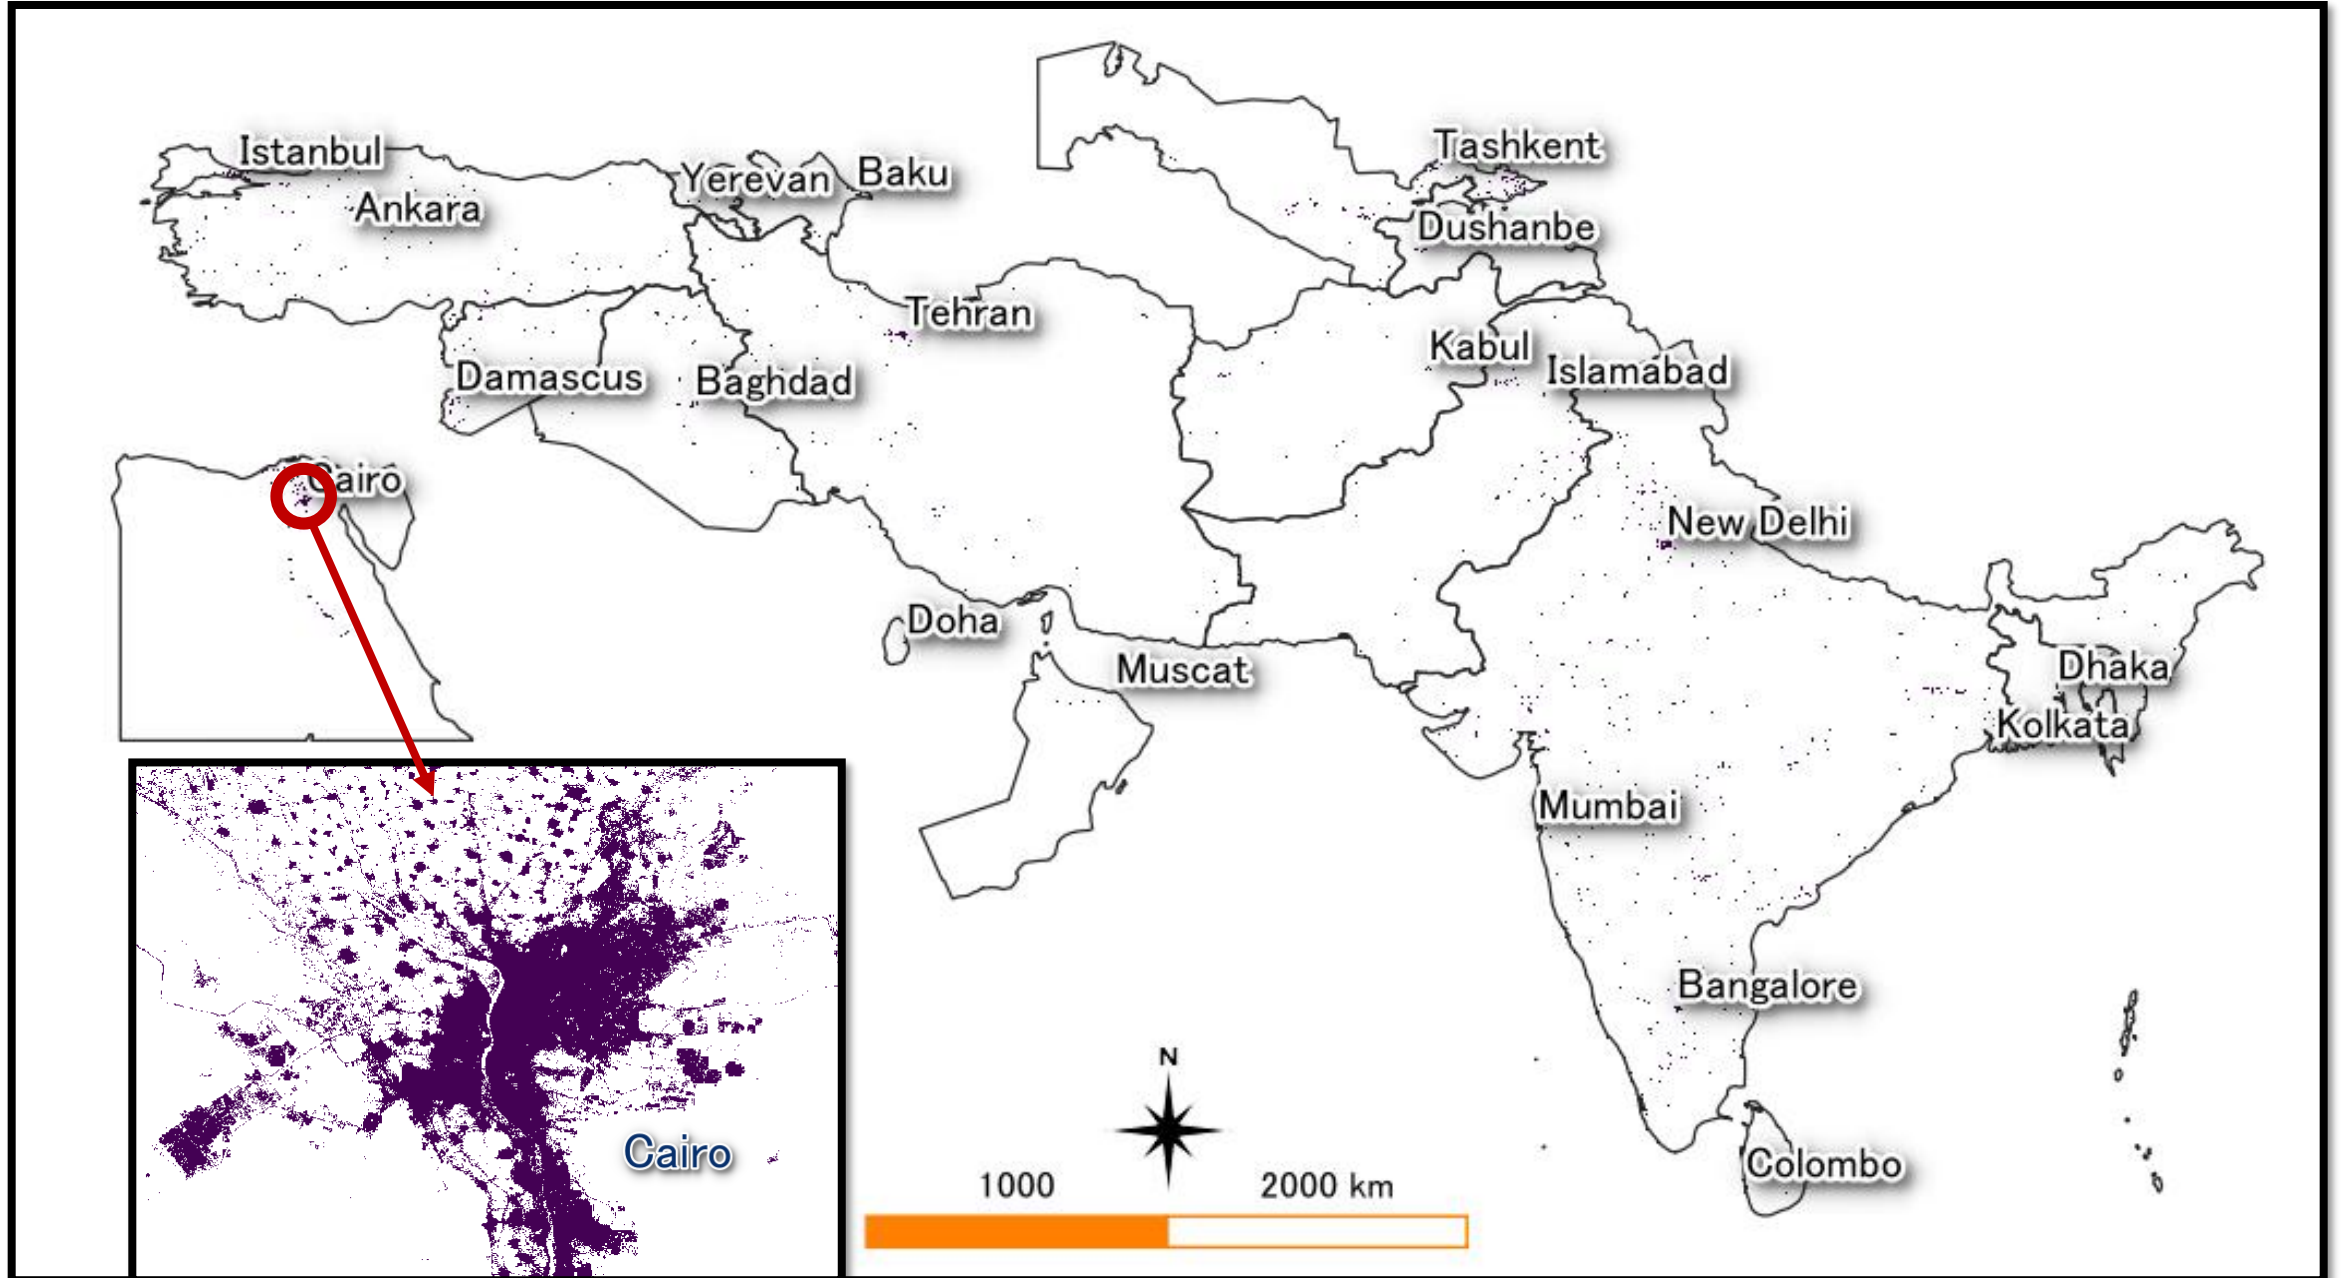 Istanbul
Ankara
Yerevan
Baku
Tashkent
Dushanbe
Tehran
Kabul
Islamabad
Damascus
Baghdad
Cairo
New Delhi
Doha
Muscat
Dhaka
Kolkata
Mumbai
Bangalore
Colombo
Cairo
N
1000
2000 km